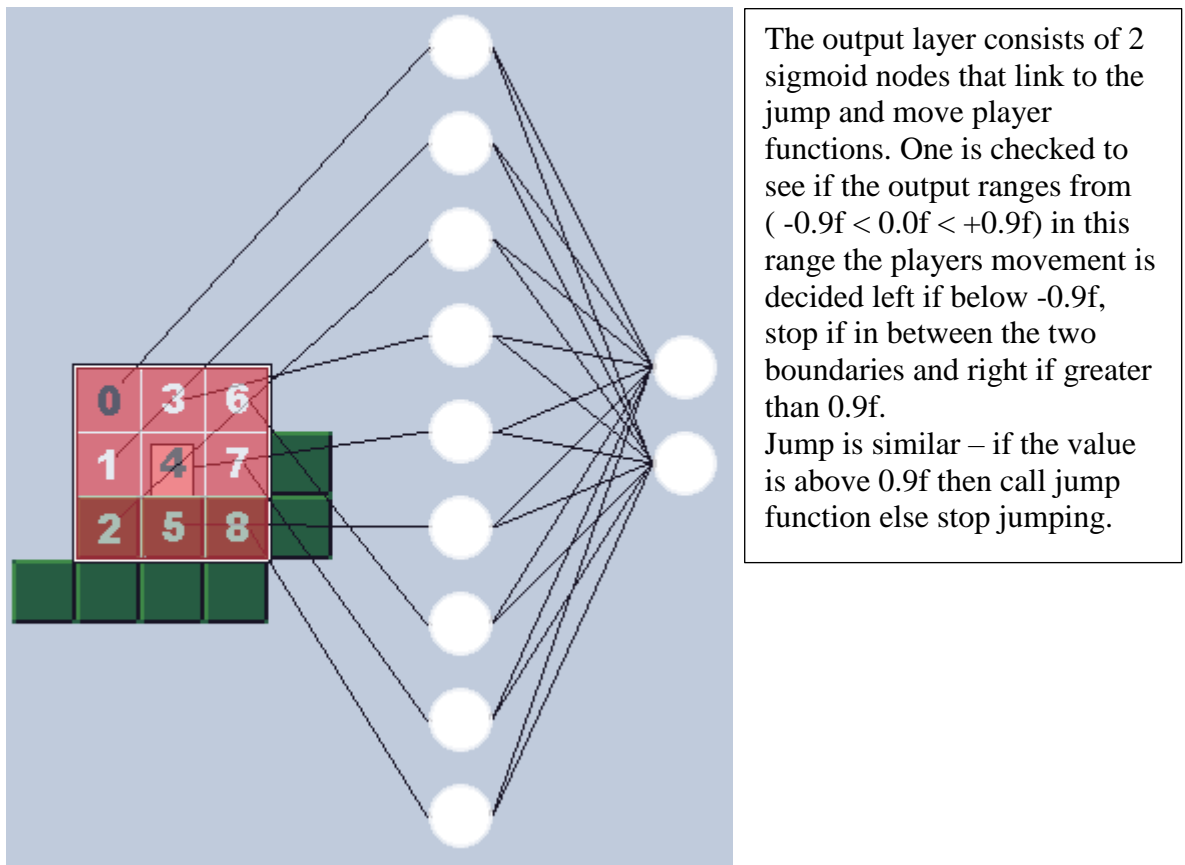 0 3 6
1 4 7
2 5 8
The output layer consists of 2
sigmoid nodes that link to the
jump and move player
functions. One is checked to
see if the output ranges from
( -0.9f < 0.0f < +0.9f) in this
range the players movement is
decided left if below -0.9f,
stop if in between the two
boundaries and right if greater
than 0.9f.
Jump is similar – if the value
is above 0.9f then call jump
function else stop jumping.